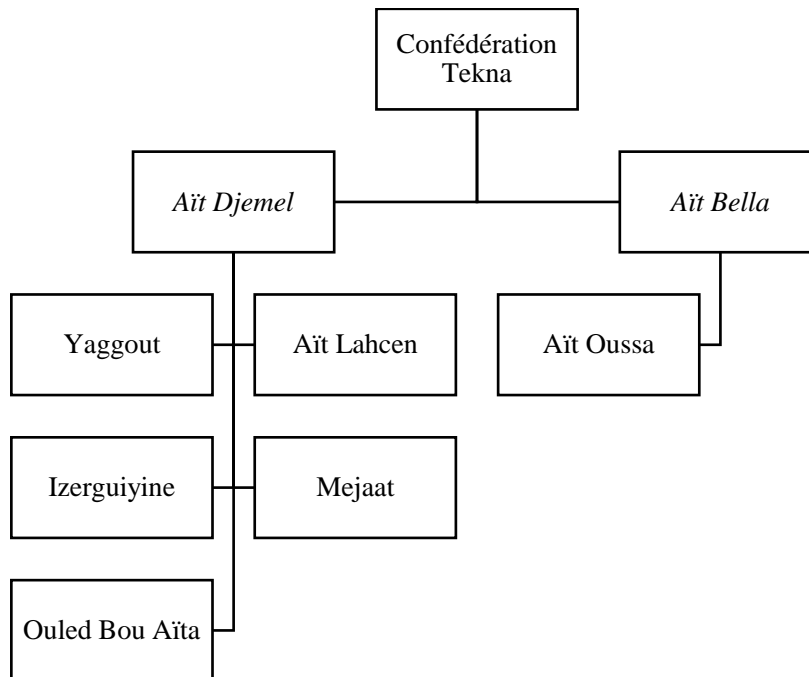 Confédération
Tekna
Aït Djemel
Aït Bella
Yaggout
Aït Lahcen
Aït Oussa
Izerguiyine
Mejaat
Ouled Bou Aïta